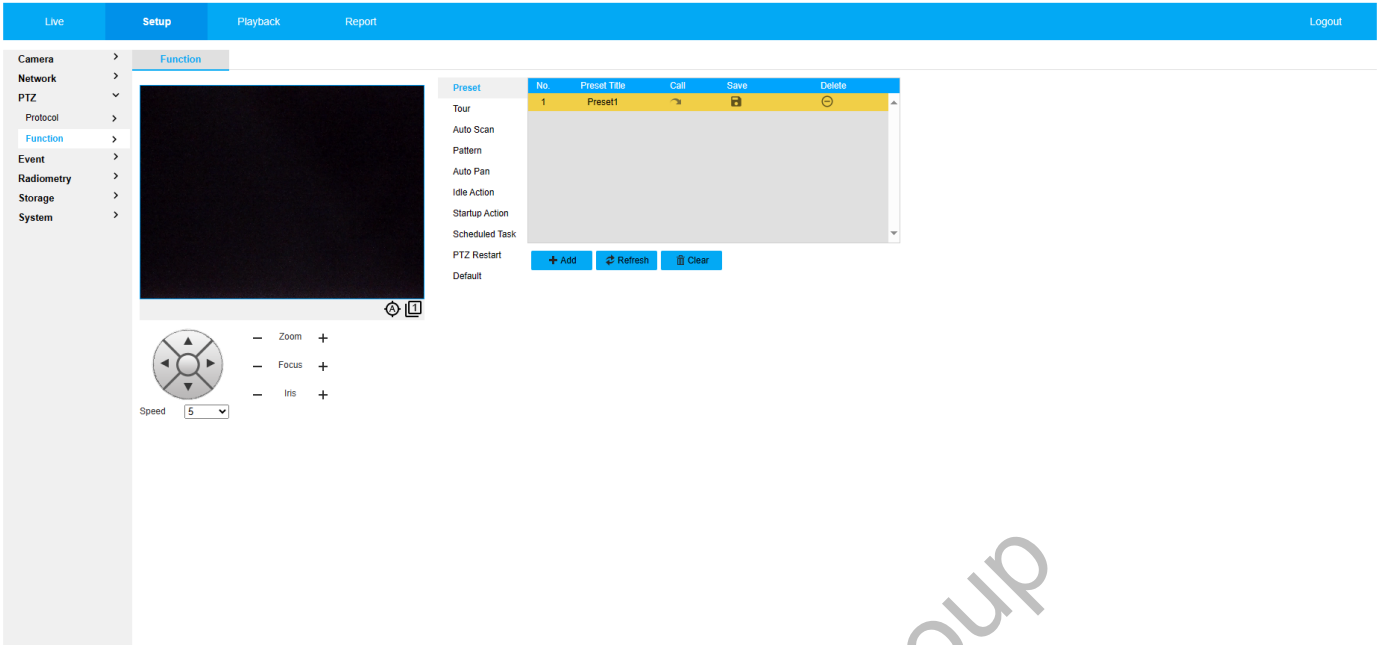 Live Setup Playback Report Logout
Camera
Network
PTZ
Protocol
Function
Event
Radiometry
Storage
System
Function
Preset
Tour
Auto Scan
Pattern
Auto Pan
Idle Action
Startup Action
Scheduled Task
PTZ Restart
Default
No. Preset Title Call Save Delete
1 Preset1
Add Refresh Clear
A 1
Zoom
Focus
Iris
Speed 5